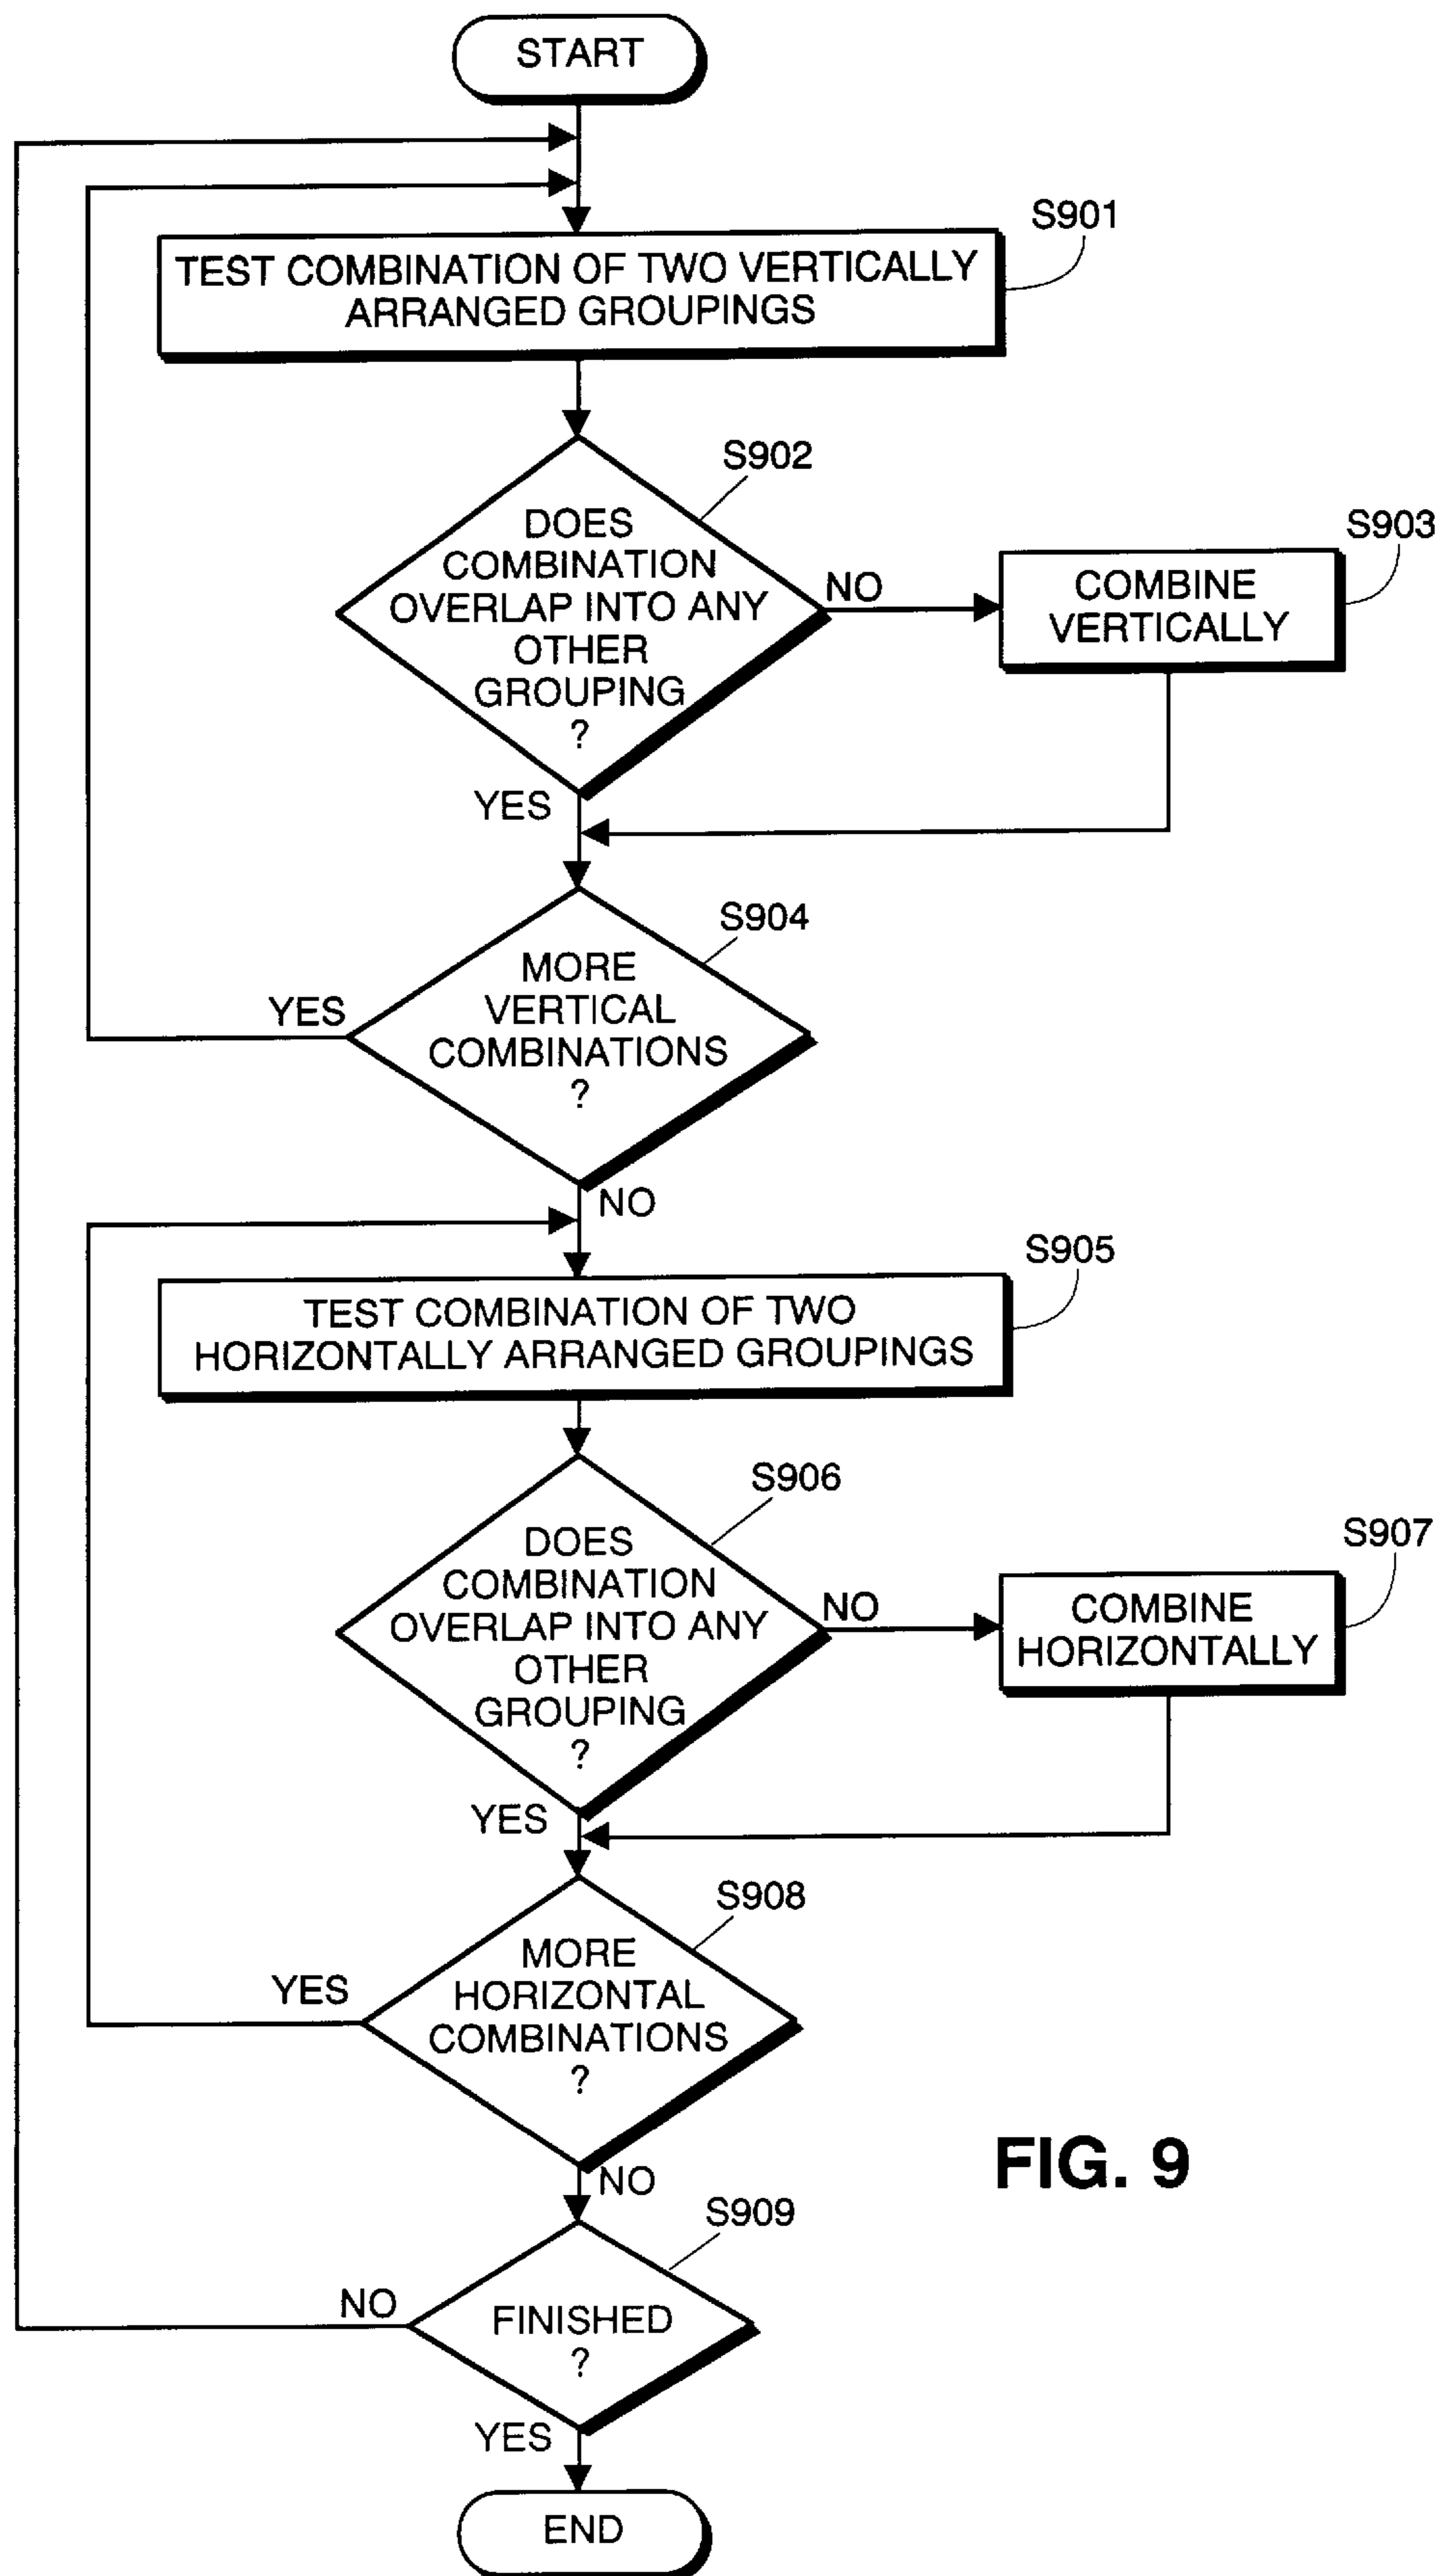 START
S901
TEST COMBINATION OF TWO VERTICALLY
ARRANGED GROUPINGS
S902
DOES
COMBINATION
OVERLAP INTO ANY
OTHER
GROUPING
?
NO
S903
COMBINE
VERTICALLY
YES
S904
MORE
VERTICAL
COMBINATIONS
?
YES
NO
S905
TEST COMBINATION OF TWO
HORIZONTALLY ARRANGED GROUPINGS
S906
DOES
COMBINATION
OVERLAP INTO ANY
OTHER
GROUPING
?
NO
S907
COMBINE
HORIZONTALLY
YES
S908
MORE
HORIZONTAL
COMBINATIONS
?
YES
NO
FIG. 9
S909
FINISHED
?
NO
YES
END